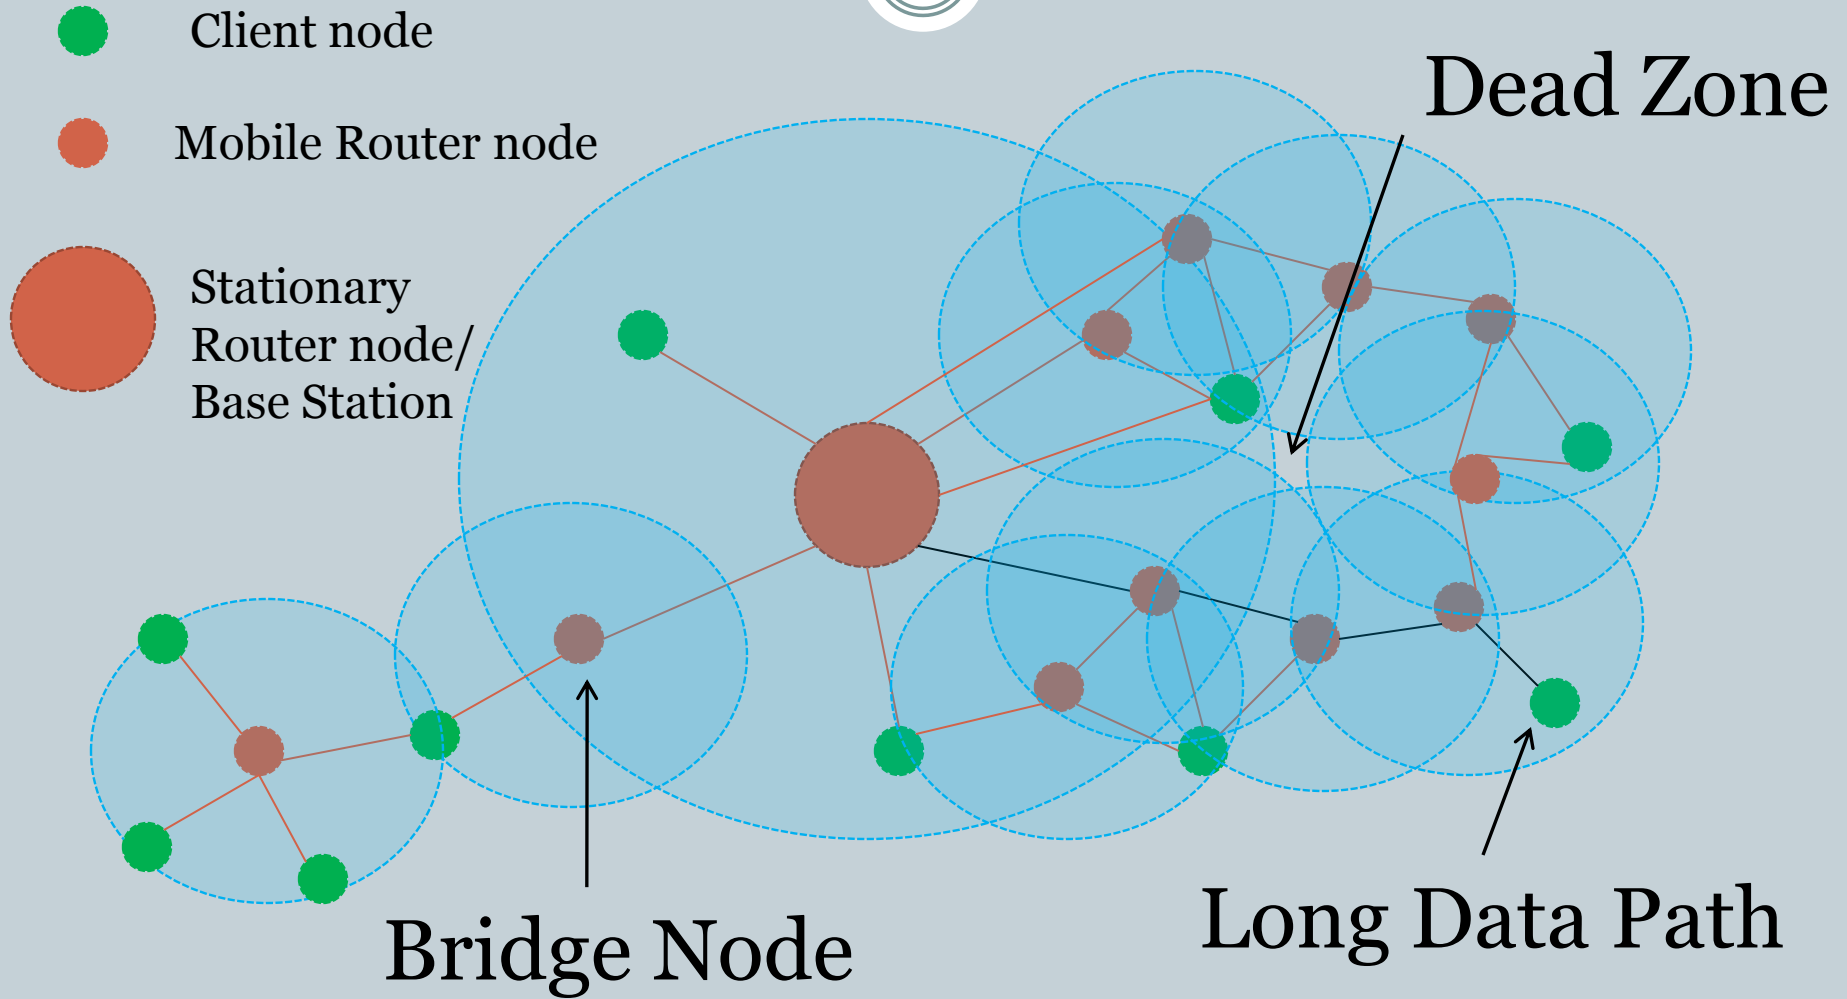 Client node
Mobile Router node
Stationary
Router node/
Base Station
Dead Zone
Bridge Node
Long Data Path